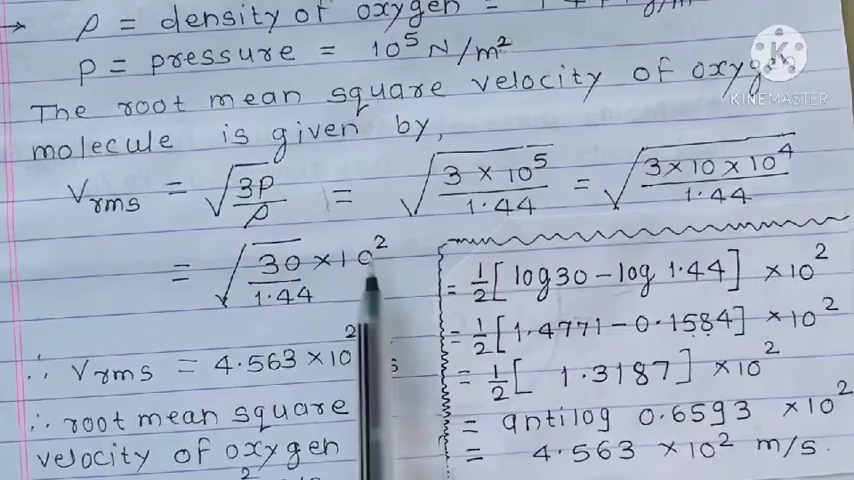 → ρ = density of oxygen =
p = pressure = 10⁵ N/m²
The root mean square velocity of oxygen
molecule is given by,
Vrms = √(3P/ρ) = √(3 × 10⁵/1.44) = √(3×10×10⁴/1.44)
= √(30/1.44) ×10²
∴ Vrms = 4.563 ×10²
∴ root mean square
velocity of oxygen
= ½[log30 – log 1.44] ×10²
= ½[1.4771 – 0.1584] ×10²
= ½[ 1.3187] ×10²
= antilog 0.6593 ×10²
= 4.563 ×10² m/s.
K
KINEMASTER